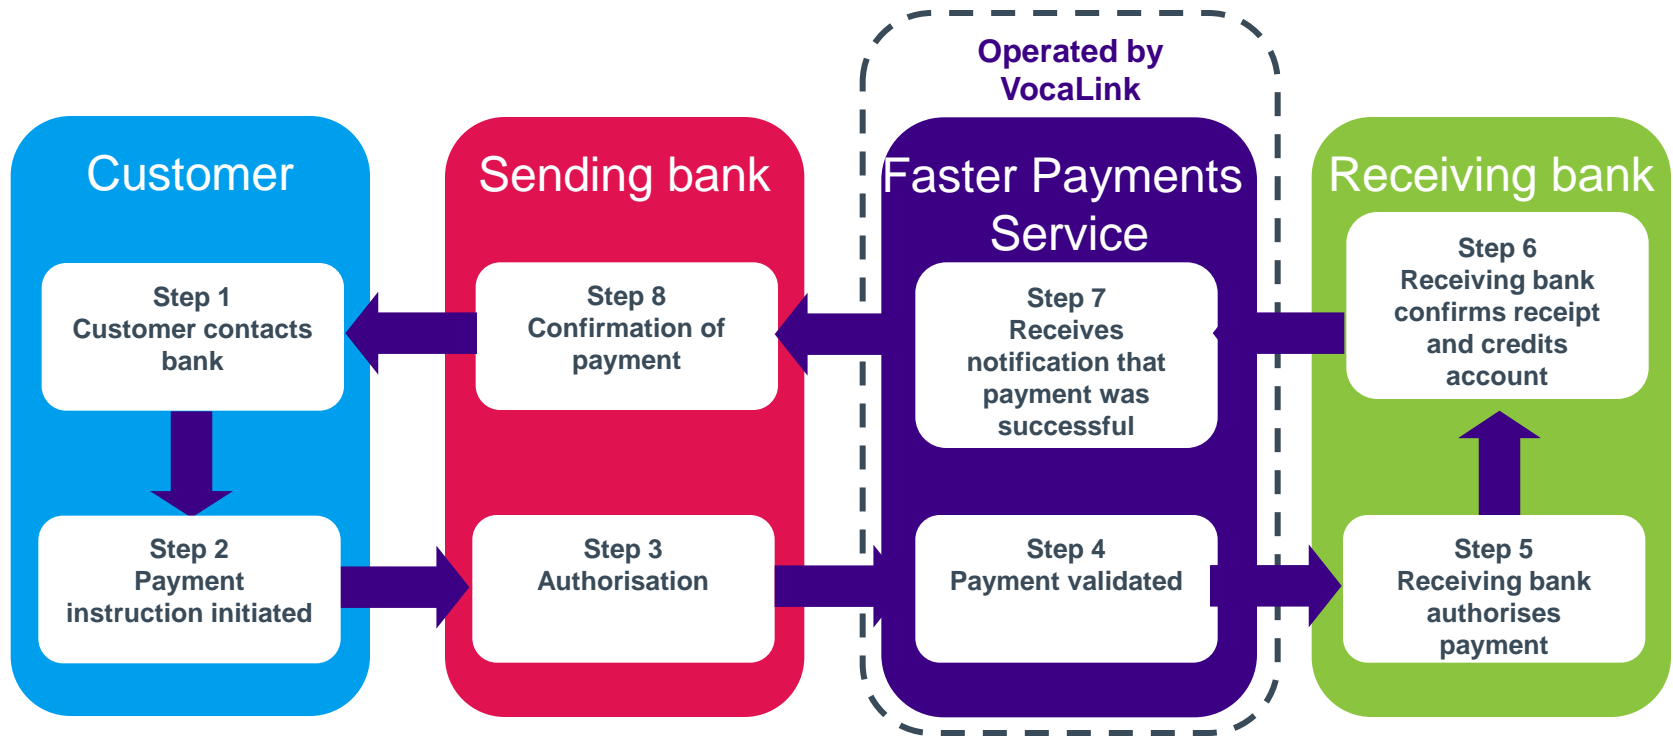 Operated by
VocaLink
Customer
Sending bank
Faster Payments
Service
Receiving bank
Step 1
Customer contacts
bank
Step 8
Confirmation of
payment
Step 7
Receives
notification that
payment was
successful
Step 6
Receiving bank
confirms receipt
and credits
account
Step 2
Payment
instruction initiated
Step 3
Authorisation
Step 4
Payment validated
Step 5
Receiving bank
authorises
payment